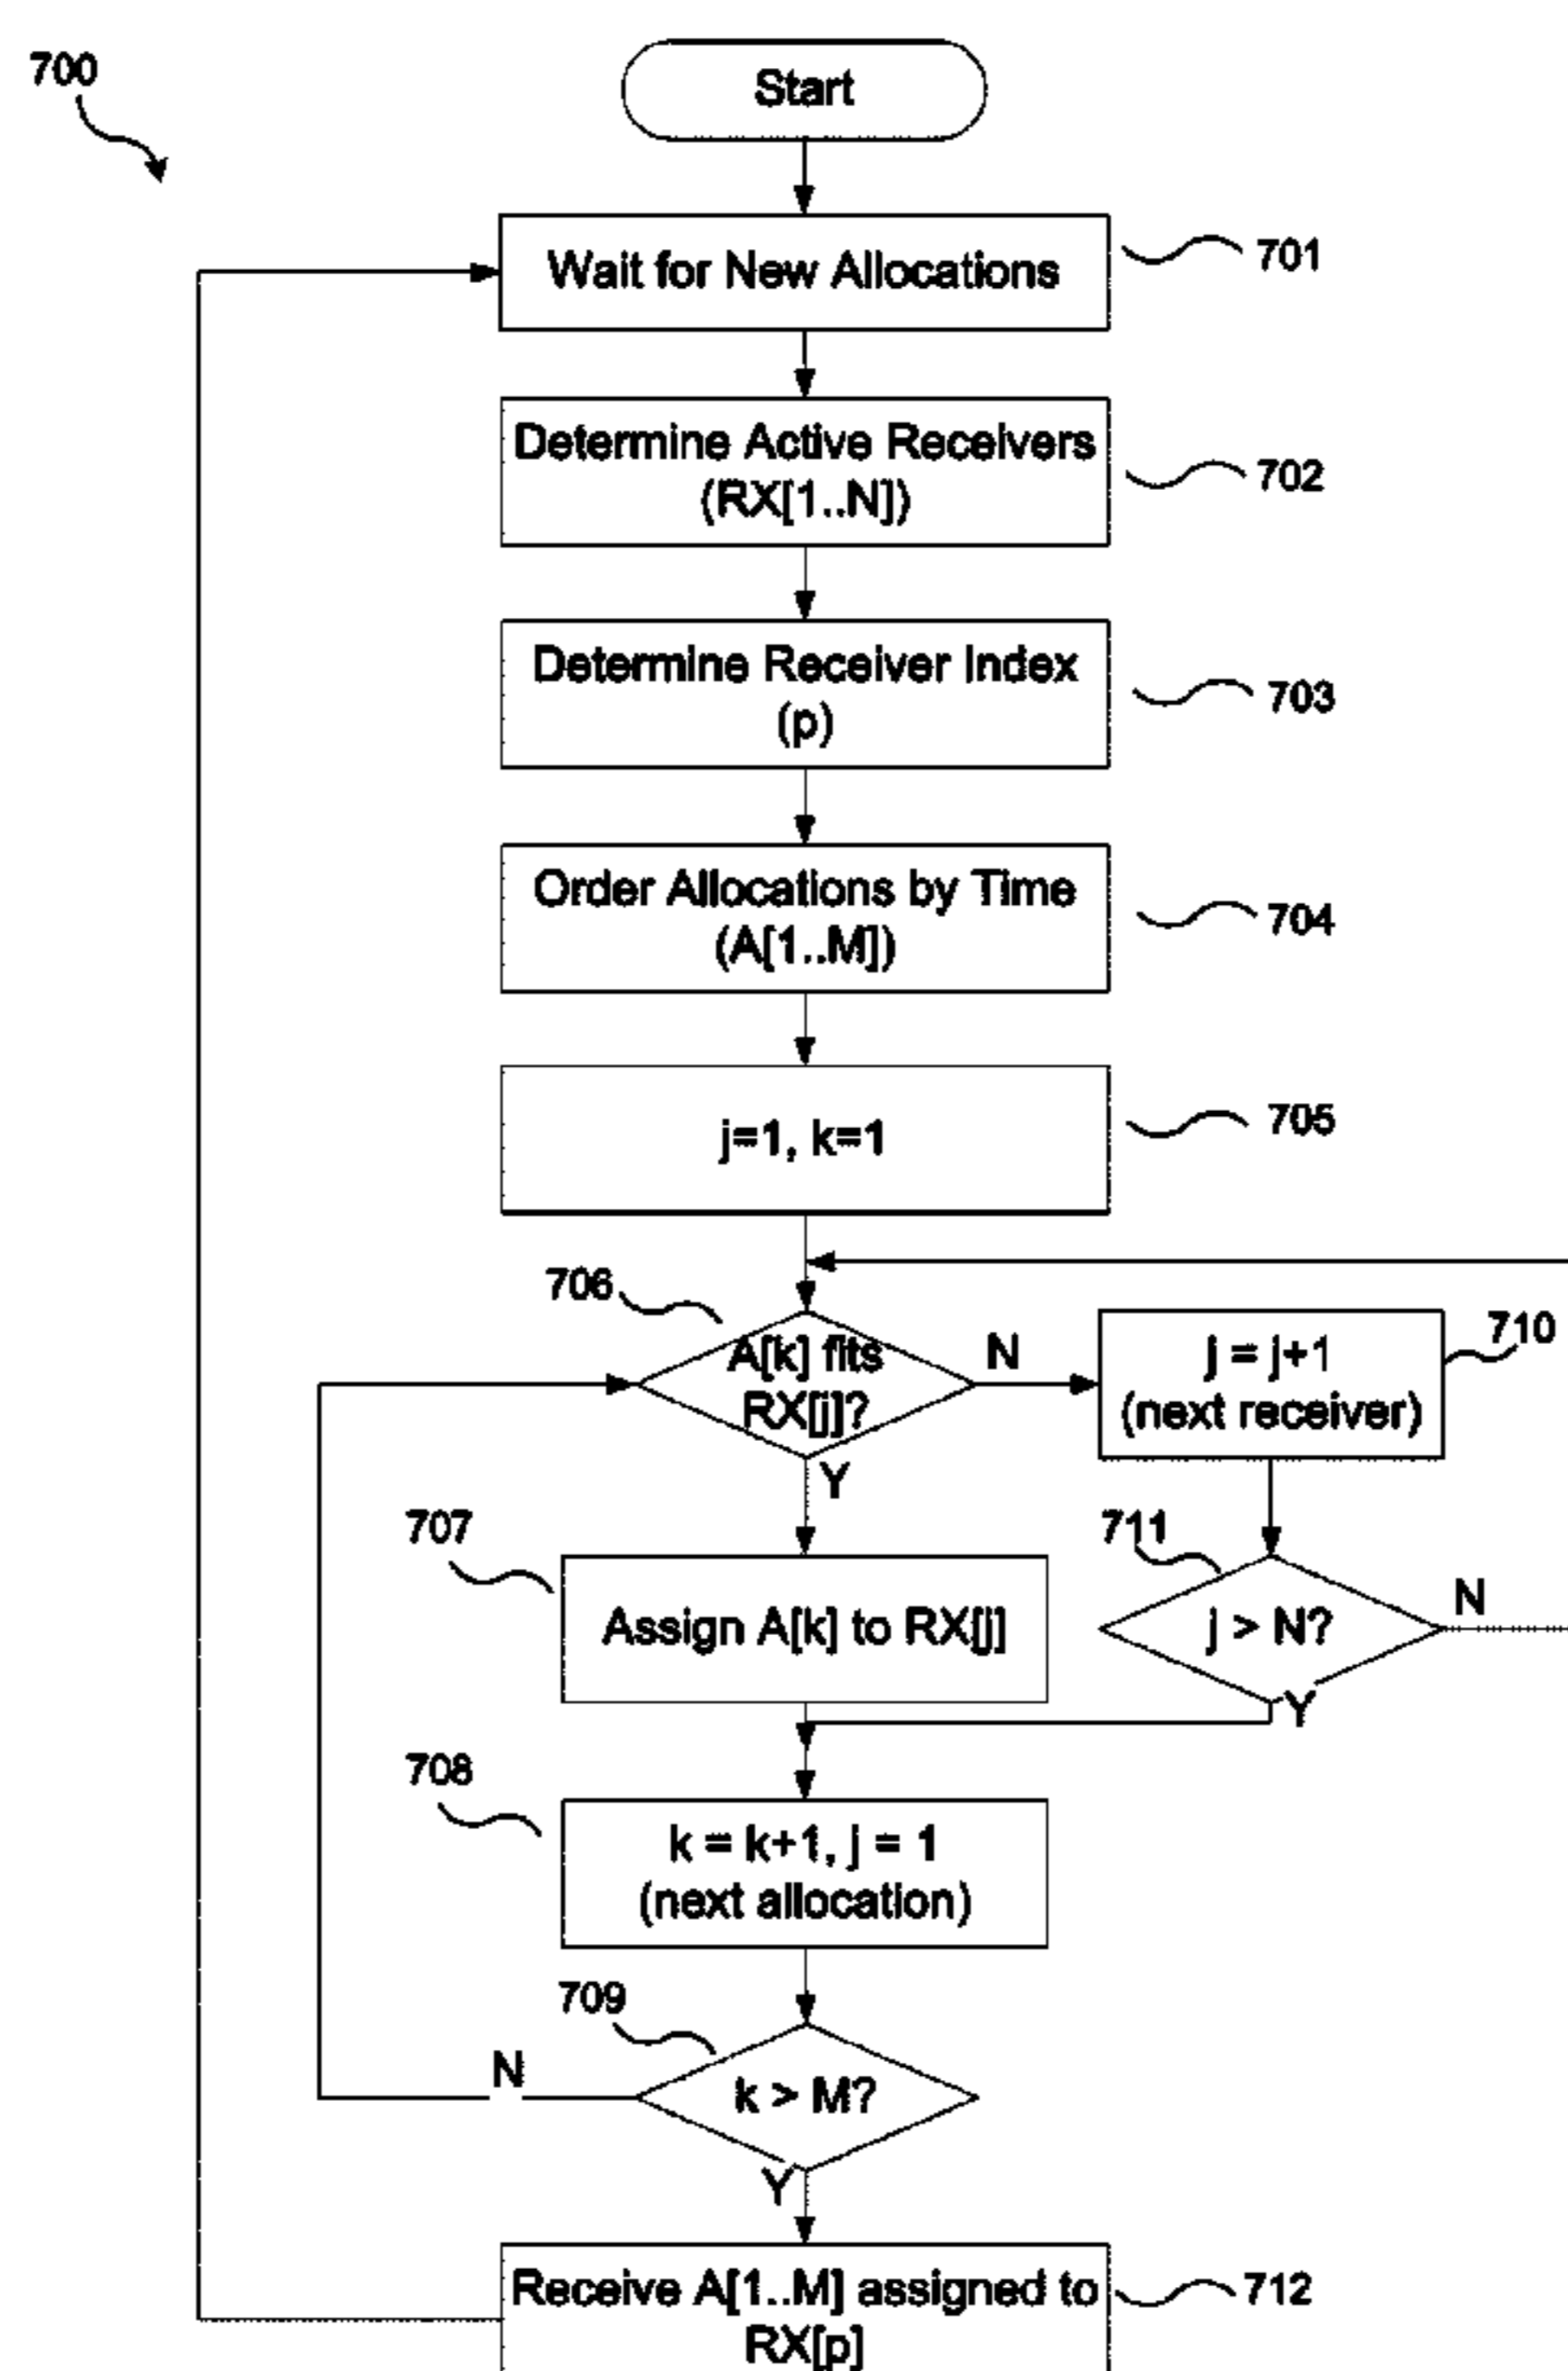 700
Start
Wait for New Allocations
701
Determine Active Receivers
(RX[1..N])
702
Determine Receiver Index
(p)
703
Order Allocations by Time
(A[1..M])
704
j=1, k=1
705
706
A[k] fits
RX[j]?
N
Y
j = j+1
(next receiver)
710
707
Assign A[k] to RX[j]
711
j > N?
N
Y
708
k = k+1, j = 1
(next allocation)
709
k > M?
N
Y
Receive A[1..M] assigned to
RX[p]
712